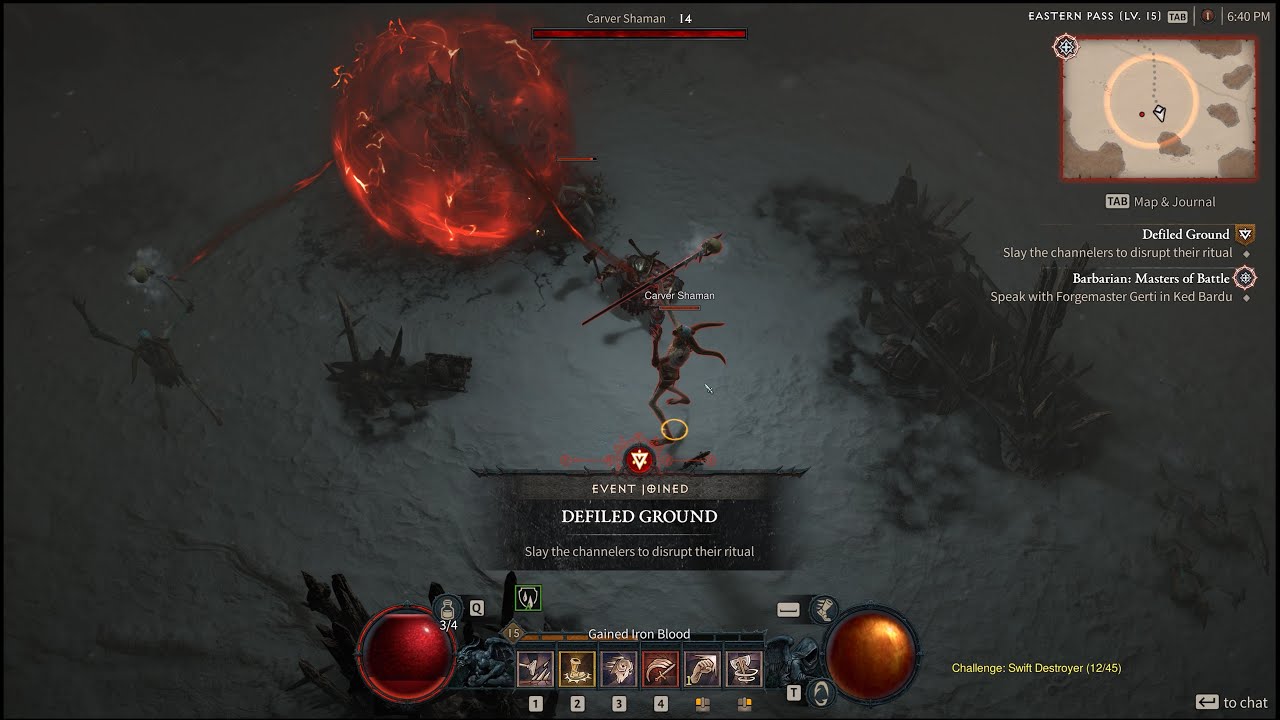 Carver Shaman 14
EASTERN PASS (LV. 15) TAB 6:40 PM
TAB Map & Journal
Defiled Ground
Slay the channelers to disrupt their ritual
Barbarian: Masters of Battle
Speak with Forgemaster Gerti in Ked Bardu
Carver Shaman
EVENT JOINED
DEFILED GROUND
Slay the channelers to disrupt their ritual
Q
3/4
15 Gained Iron Blood
1 2 3 4
T
Challenge: Swift Destroyer (12/45)
to chat